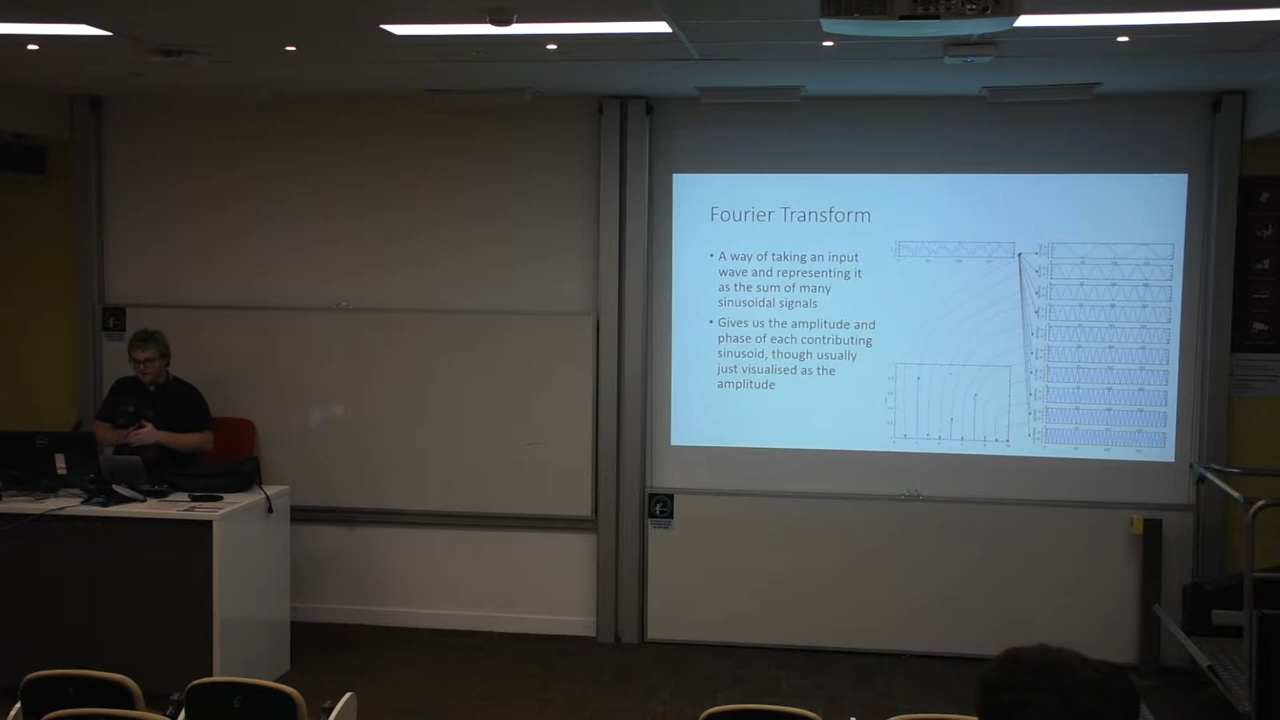 Fourier Transform
• A way of taking an input
wave and representing it
as the sum of many
sinusoidal signals
• Gives us the amplitude and
phase of each contributing
sinusoid, though usually
just visualised as the
amplitude